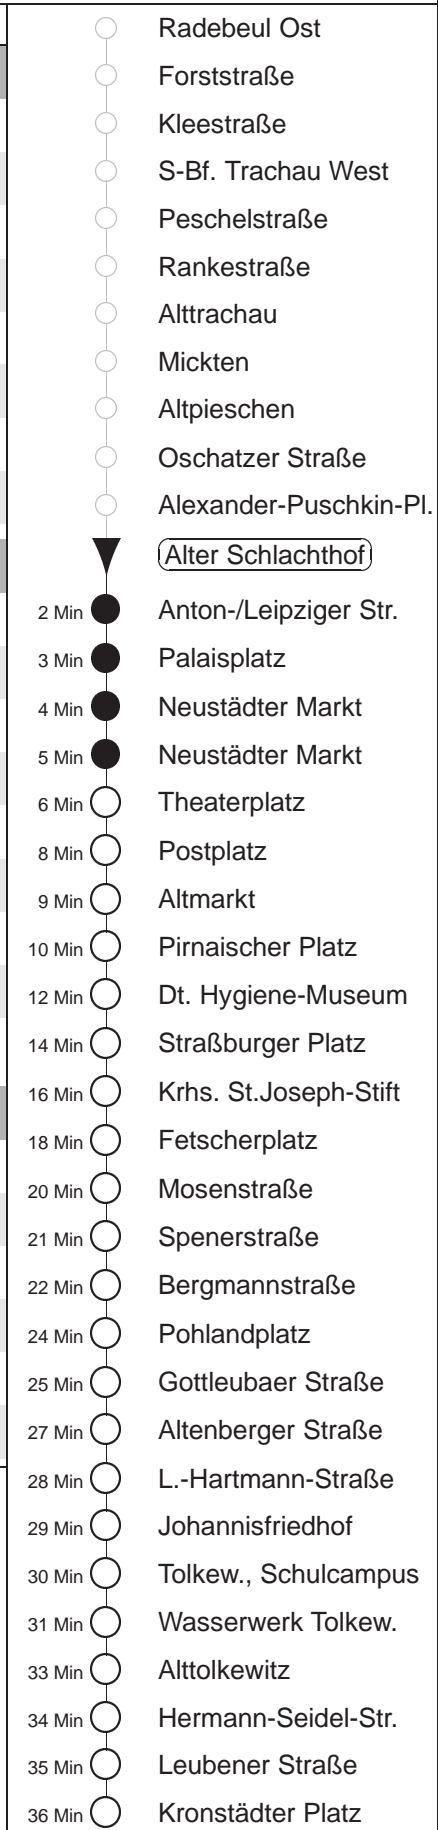 Radebeul Ost
Forststraße
Kleestraße
S-Bf. Trachau West
Peschelstraße
Rankestraße
Alttrachau
Mickten
Altpieschen
Oschatzer Straße
Alexander-Puschkin-Pl.
Alter Schlachthof
2 Min Anton-/Leipziger Str.
3 Min Palaisplatz
4 Min Neustädter Markt
5 Min Neustädter Markt
6 Min Theaterplatz
8 Min Postplatz
9 Min Altmarkt
10 Min Pirnaischer Platz
12 Min Dt. Hygiene-Museum
14 Min Straßburger Platz
16 Min Krhs. St.Joseph-Stift
18 Min Fetscherplatz
20 Min Mosenstraße
21 Min Spenerstraße
22 Min Bergmannstraße
24 Min Pohlandplatz
25 Min Gottleubaer Straße
27 Min Altenberger Straße
28 Min L.-Hartmann-Straße
29 Min Johannisfriedhof
30 Min Tolkew., Schulcampus
31 Min Wasserwerk Tolkew.
33 Min Alttolkewitz
34 Min Hermann-Seidel-Str.
35 Min Leubener Straße
36 Min Kronstädter Platz